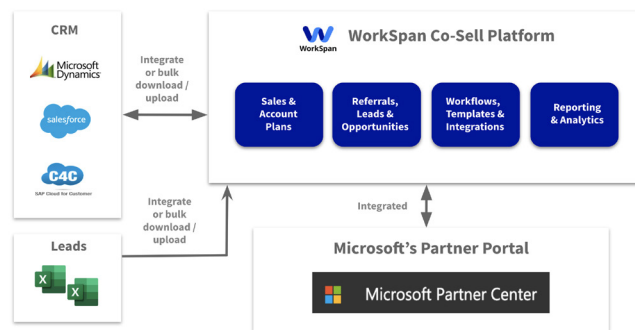 CRM
Microsoft
Dynamics
salesforce
C4C
SAP Cloud for Customer
Integrate
or bulk
download /
upload
WorkSpan
WorkSpan Co-Sell Platform
Sales &
Account
Plans
Referrals,
Leads &
Opportunities
Workflows,
Templates &
Integrations
Reporting
& Analytics
Integrate
or bulk
download /
upload
Leads
X
X
Integrated
Microsoft's Partner Portal
Microsoft Partner Center